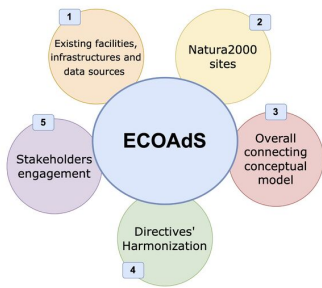 1
Existing facilities,
infrastructures and
data sources
2
Natura2000
sites
3
Overall
connecting
conceptual
model
4
Directives'
Harmonization
5
Stakeholders
engagement
ECOAdS